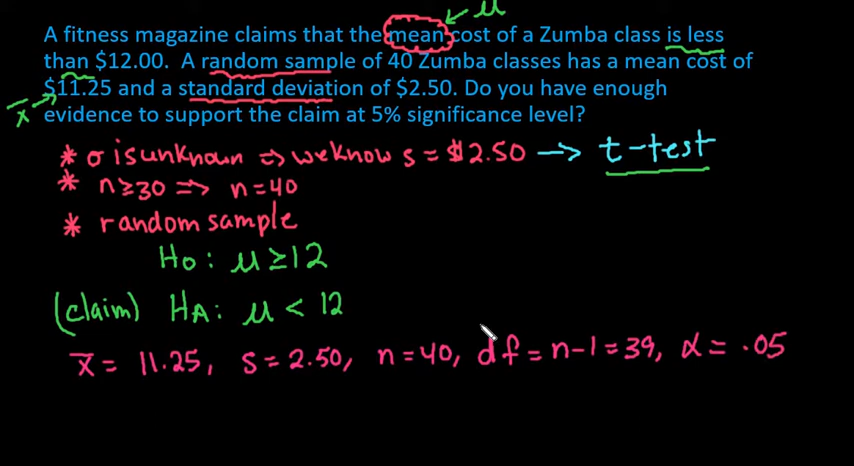 μ
A fitness magazine claims that the mean cost of a Zumba class is less
than $12.00. A random sample of 40 Zumba classes has a mean cost of
$11.25 and a standard deviation of $2.50. Do you have enough
x̅ evidence to support the claim at 5% significance level?
* σ is unknown ⇒ we know s = $2.50 → t-test
* n ≥ 30 ⇒ n = 40
* random sample
H₀: μ ≥ 12
(claim) Hᴀ: μ < 12
x̅ = 11.25, s = 2.50, n = 40, df = n-1 = 39, α = .05